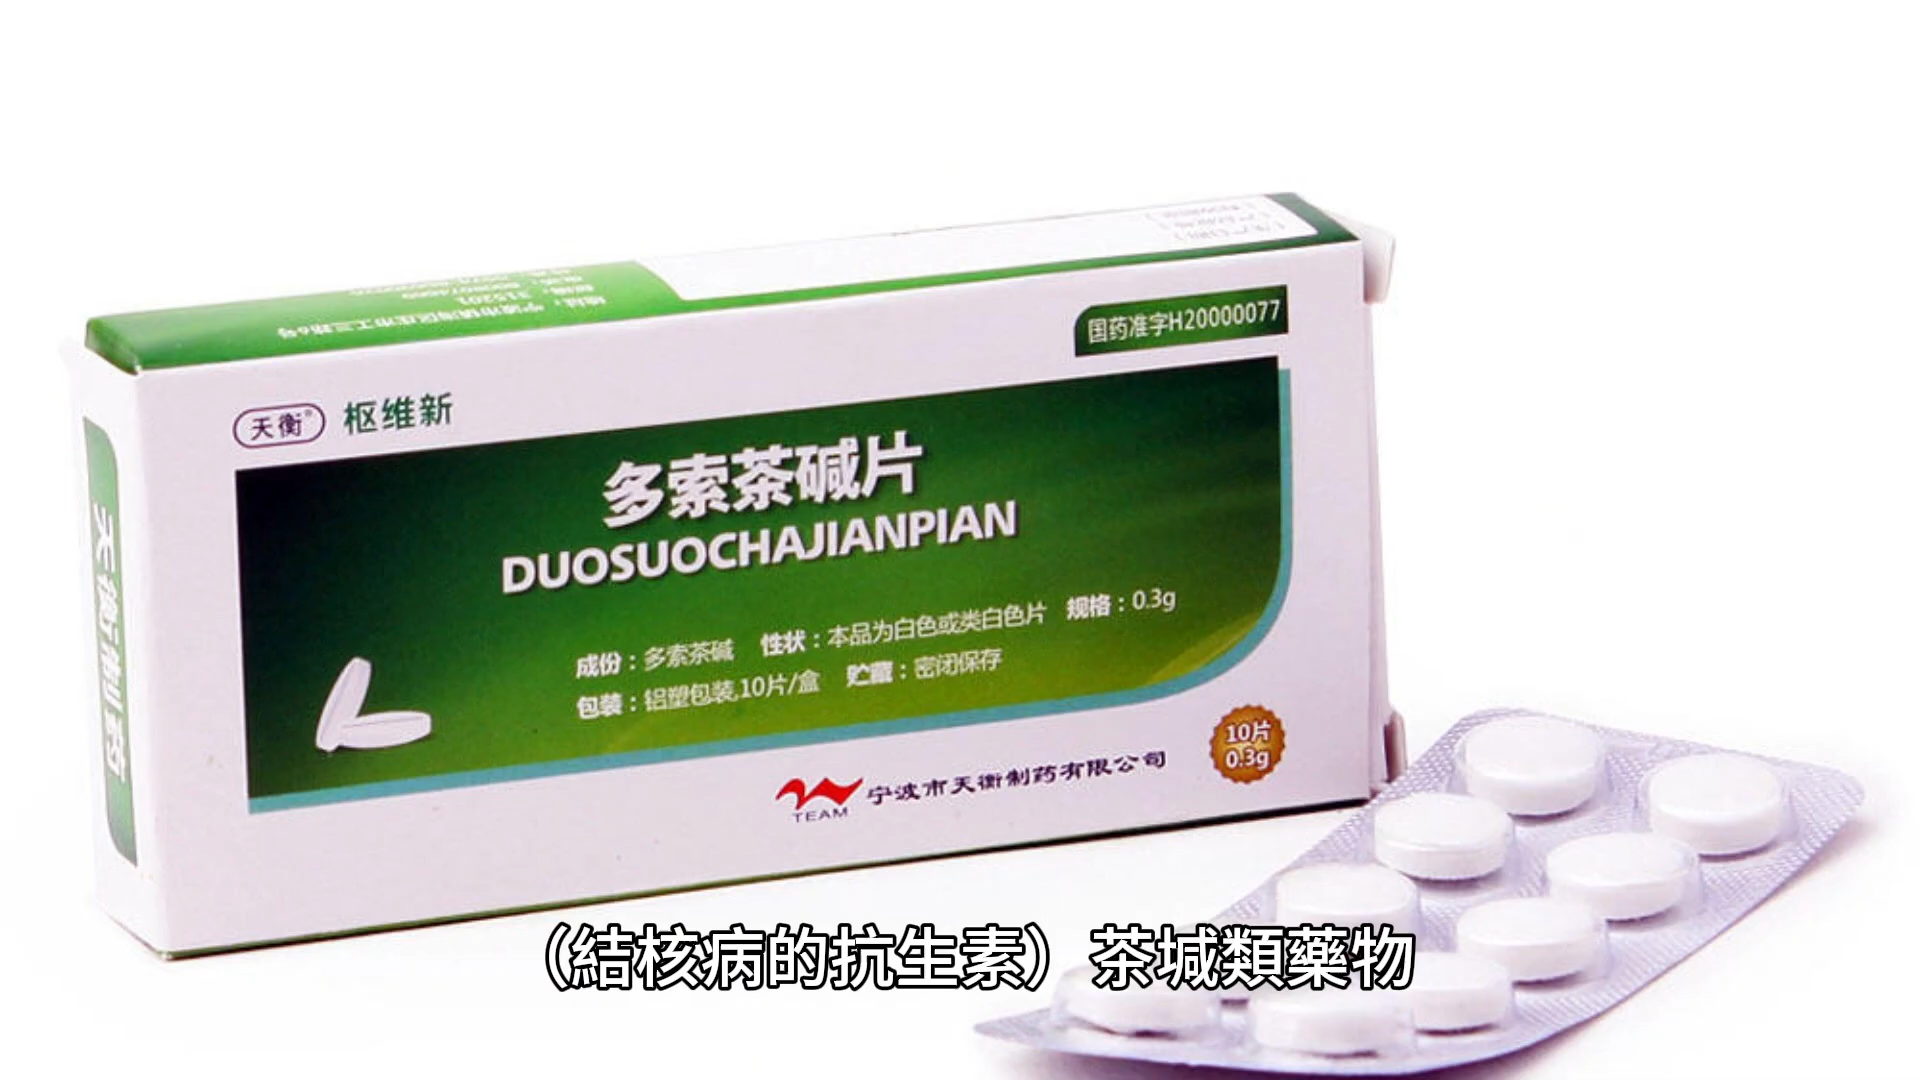 国药准字H20000077
天衡® 枢维新
多索茶碱片
DUOSUOCHAJIANPIAN
成份：多索茶碱 性状：本品为白色或类白色片 规格：0.3g
包装：铝塑包装,10片/盒 贮藏：密闭保存
10片
0.3g
TEAM 宁波市天衡制药有限公司
天衡制药
（結核病的抗生素）茶堿類藥物